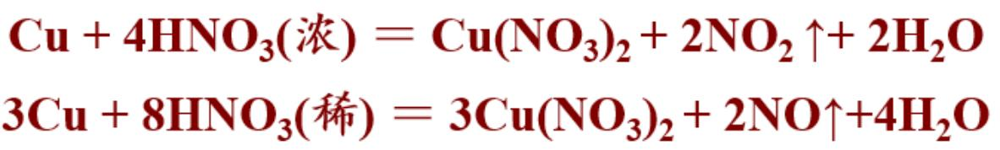 Cu + 4HNO₃(浓) = Cu(NO₃)₂ + 2NO₂↑+ 2H₂O
3Cu + 8HNO₃(稀) = 3Cu(NO₃)₂ + 2NO↑+4H₂O